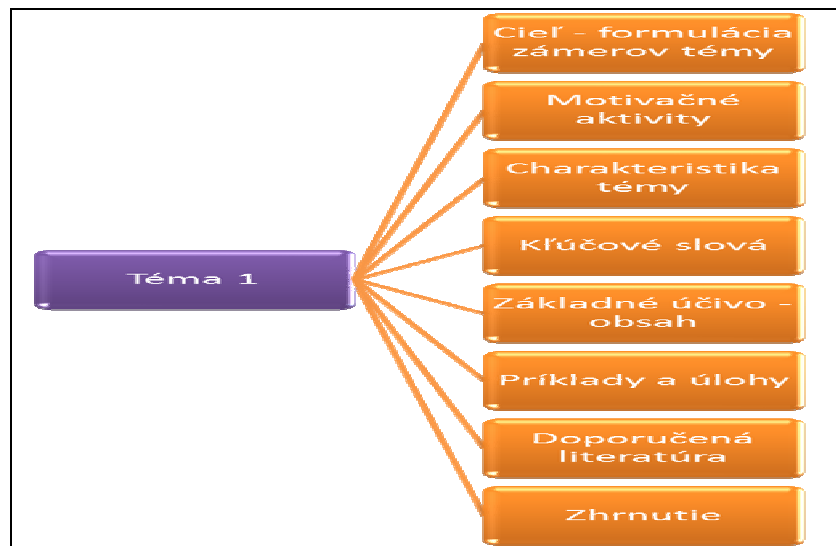 Cieľ - formulácia
zámerov témy
Motivačné
aktivity
Charakteristika
témy
Kľúčové slová
Téma 1
Základné účivo -
obsah
Príklady a úlohy
Doporučená
literatúra
Zhrnutie